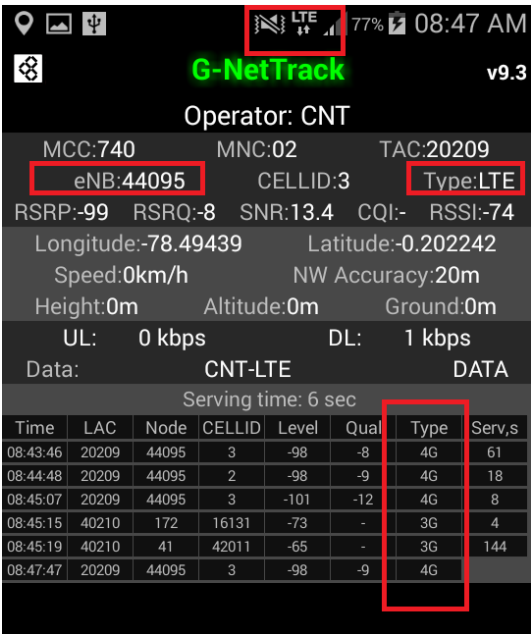 LTE 77% 08:47 AM
G-NetTrack v9.3
Operator: CNT
MCC:740 MNC:02 TAC:20209
eNB:44095 CELLID:3 Type:LTE
RSRP:-99 RSRQ:-8 SNR:13.4 CQI:- RSSI:-74
Longitude:-78.49439 Latitude:-0.202242
Speed:0km/h NW Accuracy:20m
Height:0m Altitude:0m Ground:0m
UL: 0 kbps DL: 1 kbps
Data: CNT-LTE DATA
Serving time: 6 sec
Time LAC Node CELLID Level Qual Type Serv,s
08:43:46 20209 44095 3 -98 -8 4G 61
08:44:48 20209 44095 2 -98 -9 4G 18
08:45:07 20209 44095 3 -101 -12 4G 8
08:45:15 40210 172 16131 -73 - 3G 4
08:45:19 40210 41 42011 -65 - 3G 144
08:47:47 20209 44095 3 -98 -9 4G